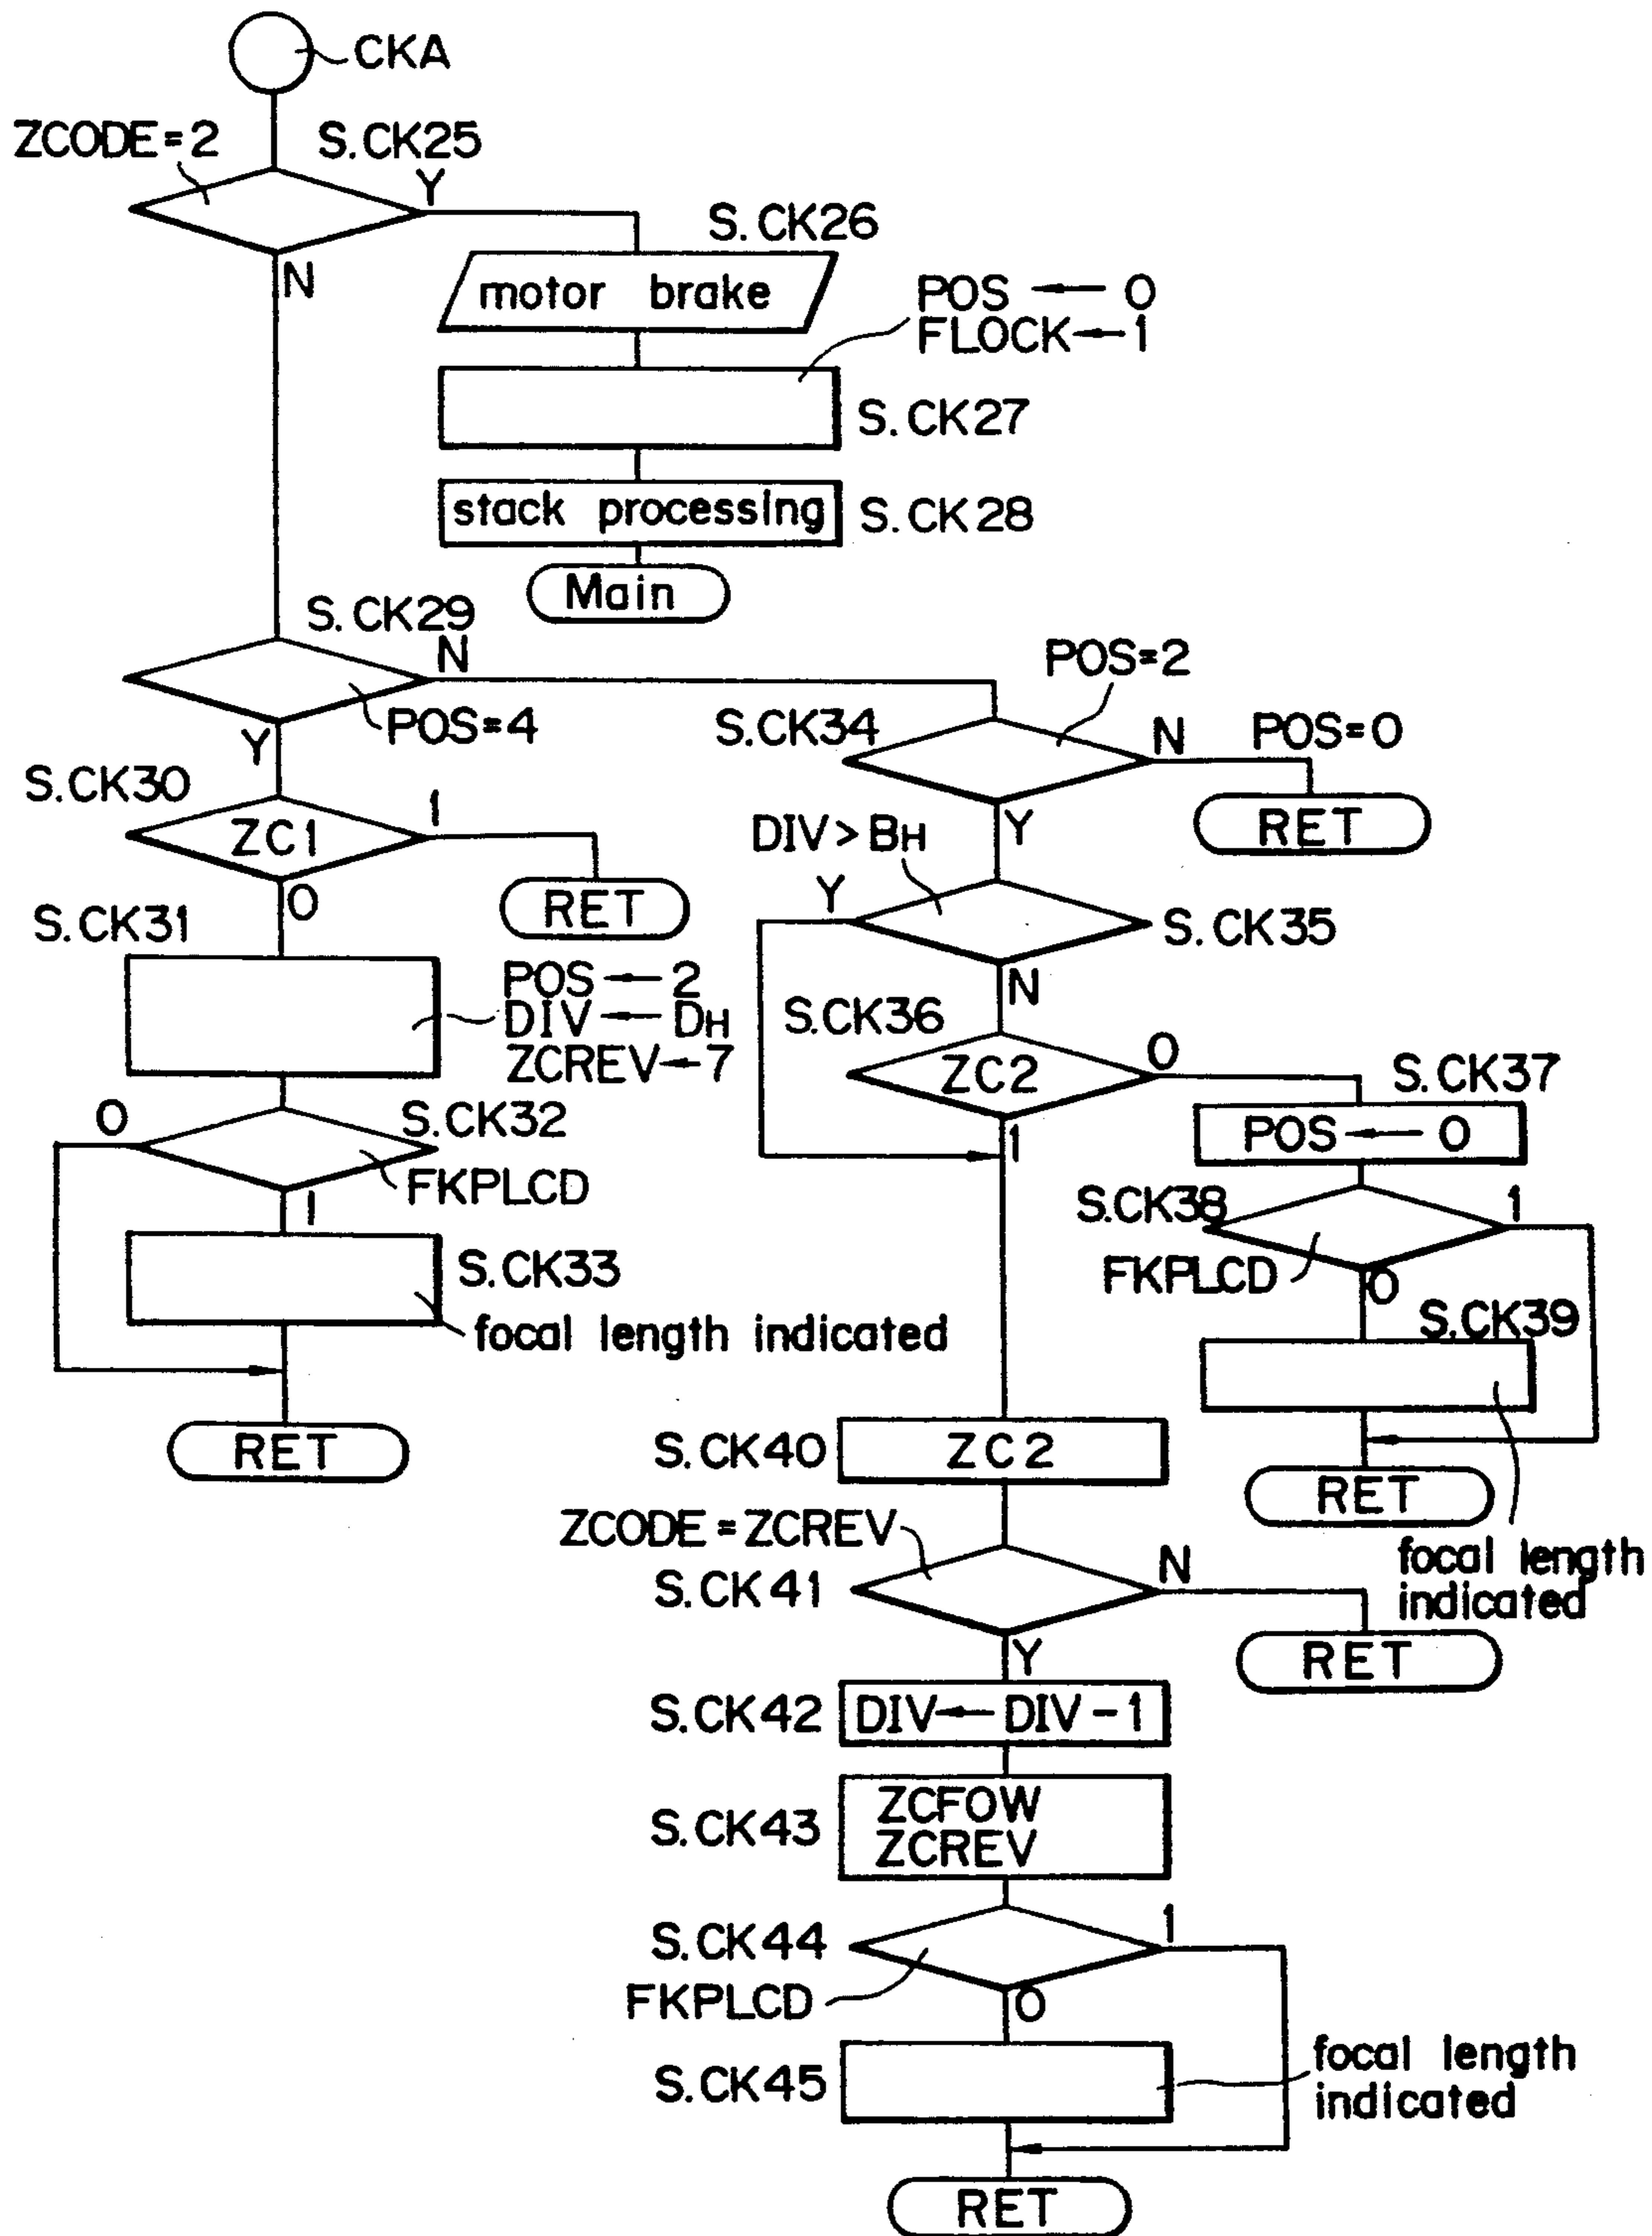 CKA
ZCODE=2
S.CK25
Y
N
S.CK26
motor brake
POS ← 0
FLOCK ← 1
S.CK27
stack processing
S.CK28
Main
S.CK29
N
POS=4
Y
S.CK30
ZC1
1
RET
0
S.CK31
POS ← 2
DIV ← DH
ZCREV ← 7
S.CK32
0
FKPLCD
1
S.CK33
focal length indicated
RET
POS=2
S.CK34
N
POS=0
RET
Y
DIV > BH
Y
S.CK35
N
S.CK36
ZC2
0
1
S.CK37
POS ← 0
S.CK38
1
FKPLCD
0
S.CK39
RET
focal length
indicated
S.CK40
ZC2
ZCODE = ZCREV
S.CK41
N
RET
Y
S.CK42
DIV ← DIV - 1
S.CK43
ZCFOW
ZCREV
S.CK44
1
FKPLCD
0
S.CK45
focal length
indicated
RET